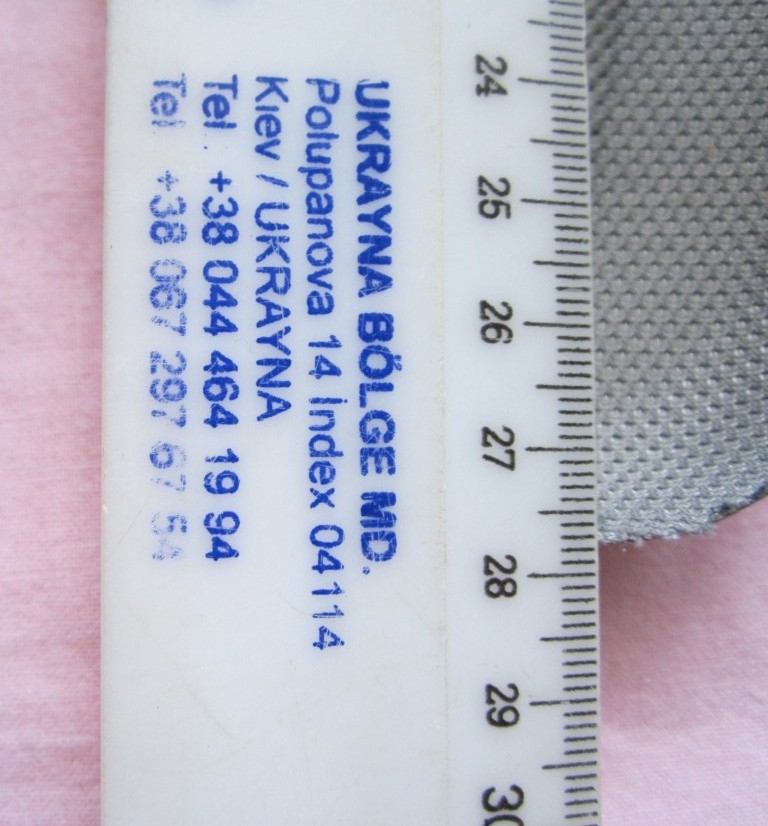 UKRAYNA BÖLGE MD.
Polupanova 14 İndex 04114
Kiev / UKRAYNA
Tel. +38 044 464 19 94
Tel +38 067 297 67 54
24
25
26
27
28
29
30